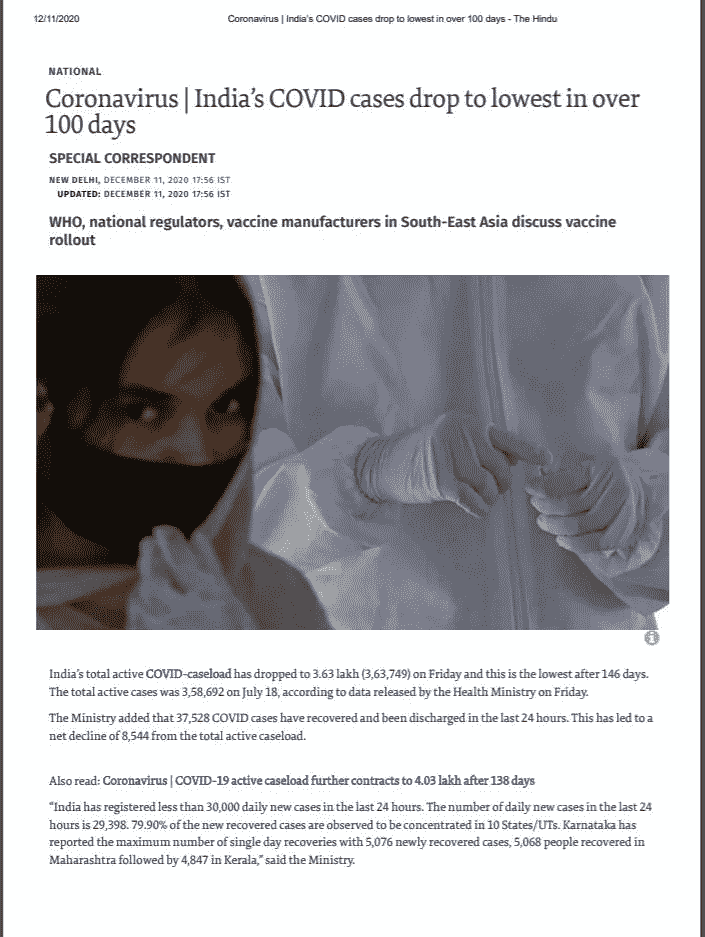 12/11/2020 Coronavirus | India's COVID cases drop to lowest in over 100 days - The Hindu
NATIONAL
Coronavirus | India's COVID cases drop to lowest in over
100 days
SPECIAL CORRESPONDENT
NEW DELHI, DECEMBER 11, 2020 17:56 IST
UPDATED: DECEMBER 11, 2020 17:56 IST
WHO, national regulators, vaccine manufacturers in South-East Asia discuss vaccine
rollout
India's total active COVID-caseload has dropped to 3.63 lakh (3,63,749) on Friday and this is the lowest after 146 days.
The total active cases was 3,58,692 on July 18, according to data released by the Health Ministry on Friday.
The Ministry added that 37,528 COVID cases have recovered and been discharged in the last 24 hours. This has led to a
net decline of 8,544 from the total active caseload.
Also read: Coronavirus | COVID-19 active caseload further contracts to 4.03 lakh after 138 days
“India has registered less than 30,000 daily new cases in the last 24 hours. The number of daily new cases in the last 24
hours is 29,398. 79.90% of the new recovered cases are observed to be concentrated in 10 States/UTs. Karnataka has
reported the maximum number of single day recoveries with 5,076 newly recovered cases, 5,068 people recovered in
Maharashtra followed by 4,847 in Kerala,” said the Ministry.